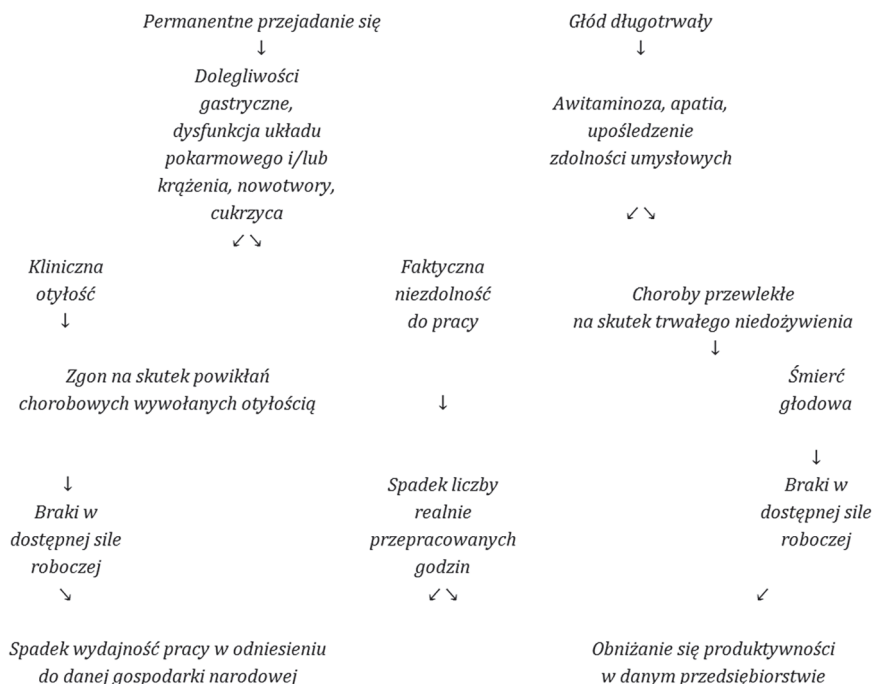 Permanentne przejadanie się
Głód długotrwały
↓
↓
Dolegliwości
gastryczne,
dysfunkcja układu
pokarmowego i/lub
krążenia, nowotwory,
cukrzyca
Awitaminoza, apatia,
upośledzenie
zdolności umysłowych
↙ ↘
↙ ↘
Kliniczna
otyłość
↓
Faktyczna
niezdolność
do pracy
Choroby przewlekłe
na skutek trwałego niedożywienia
↓
Zgon na skutek powikłań
chorobowych wywołanych otyłością
↓
Śmierć
głodowa
↓
↓
Braki w
dostępnej sile
roboczej
Spadek liczby
realnie
przepracowanych
godzin
Braki w
dostępnej sile
roboczej
↘
↙ ↘
↙
Spadek wydajność pracy w odniesieniu
do danej gospodarki narodowej
Obniżanie się produktywności
w danym przedsiębiorstwie